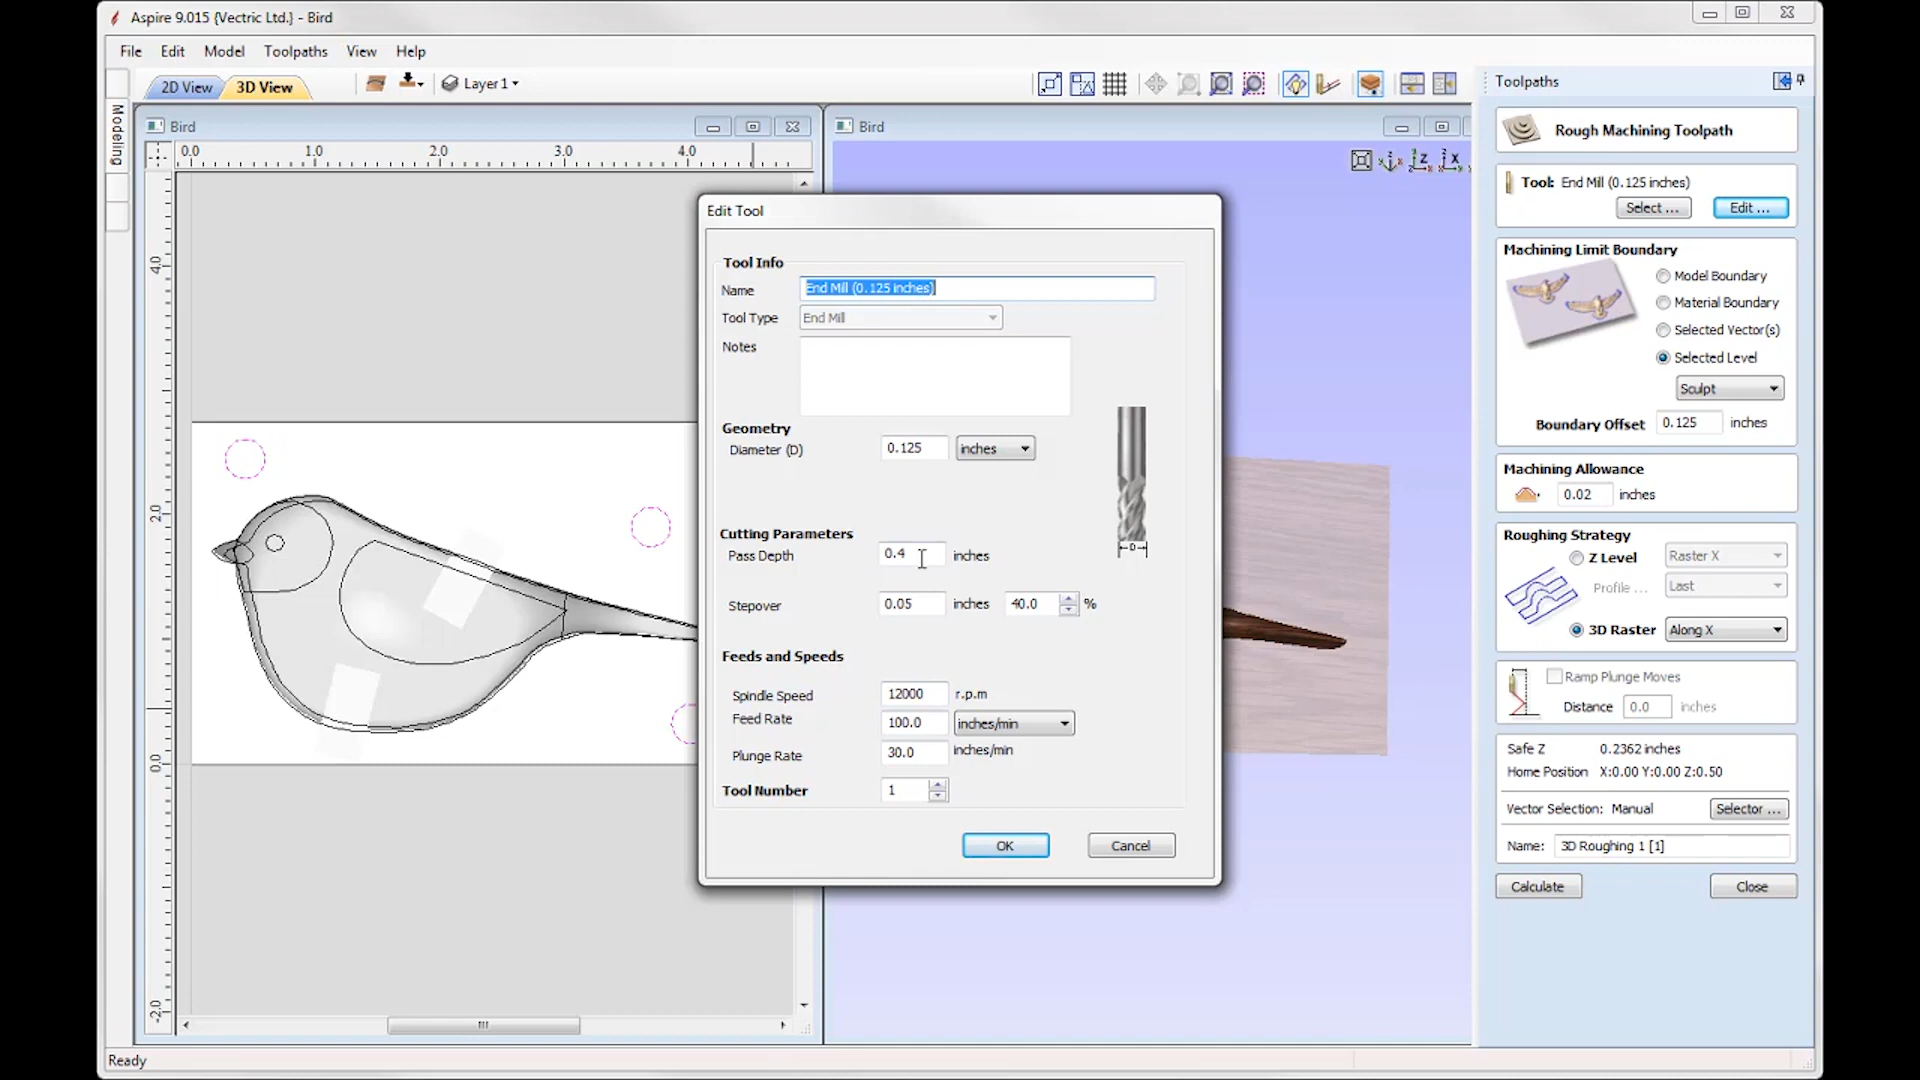 Aspire 9.015 {Vectric Ltd.} - Bird
File Edit Model Toolpaths View Help
2D View 3D View Layer1
Modeling
Bird
0.0 1.0 2.0 3.0 4.0
4.0
2.0
0.0
-2.0
Bird
Z X
Edit Tool
Tool Info
Name End Mill (0.125 inches)
Tool Type End Mill
Notes
Geometry
Diameter (D) 0.125 inches
D
Cutting Parameters
Pass Depth 0.4 inches
Stepover 0.05 inches 40.0 %
Feeds and Speeds
Spindle Speed 12000 r.p.m
Feed Rate 100.0 inches/min
Plunge Rate 30.0 inches/min
Tool Number 1
OK Cancel
Toolpaths
Rough Machining Toolpath
Tool: End Mill (0.125 inches)
Select ... Edit ...
Machining Limit Boundary
Model Boundary
Material Boundary
Selected Vector(s)
Selected Level
Sculpt
Boundary Offset 0.125 inches
Machining Allowance
0.02 inches
Roughing Strategy
Z Level Raster X
Profile ... Last
3D Raster Along X
Ramp Plunge Moves
Distance 0.0 inches
Safe Z 0.2362 inches
Home Position X:0.00 Y:0.00 Z:0.50
Vector Selection: Manual Selector ...
Name: 3D Roughing 1 [1]
Calculate Close
Ready